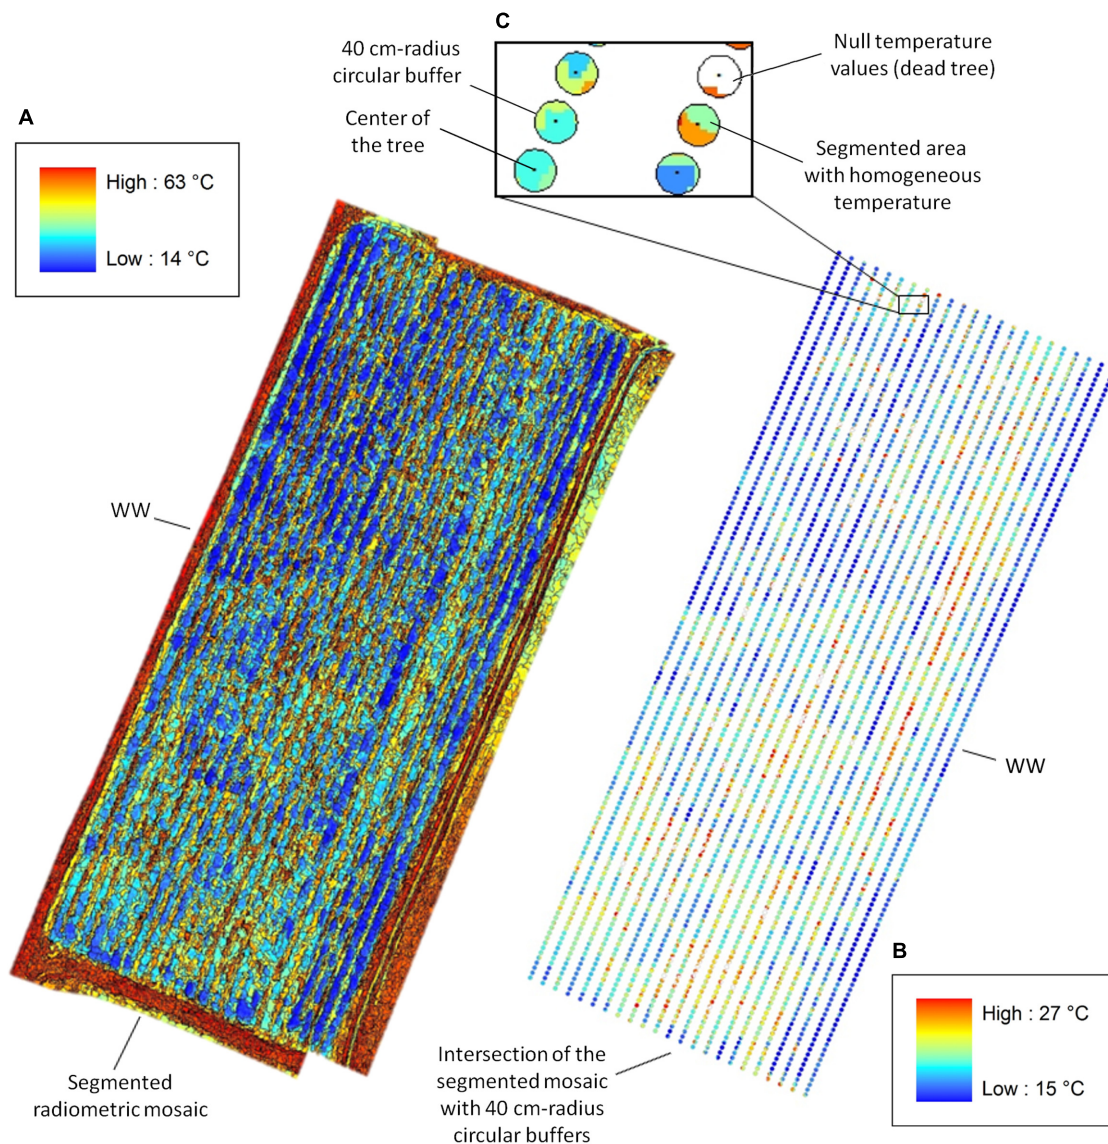 C
40 cm-radius
circular buffer
Null temperature
values (dead tree)
A
Center of
the tree
Segmented area
with homogeneous
temperature
High : 63 °C
Low : 14 °C
WW
WW
B
High : 27 °C
Low : 15 °C
Segmented
radiometric mosaic
Intersection of the
segmented mosaic
with 40 cm-radius
circular buffers